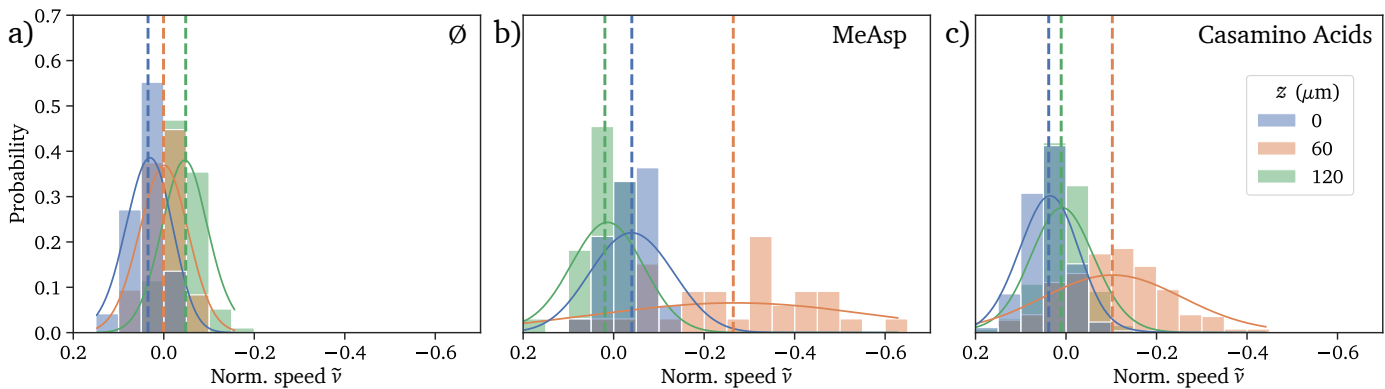 a)
Ø
b)
MeAsp
c)
Casamino Acids
Probability
0.7
0.6
0.5
0.4
0.3
0.2
0.1
0.0
0.2 0.0 −0.2 −0.4 −0.6
Norm. speed ṽ
0.2 0.0 −0.2 −0.4 −0.6
Norm. speed ṽ
z (μm)
0
60
120
0.2 0.0 −0.2 −0.4 −0.6
Norm. speed ṽ